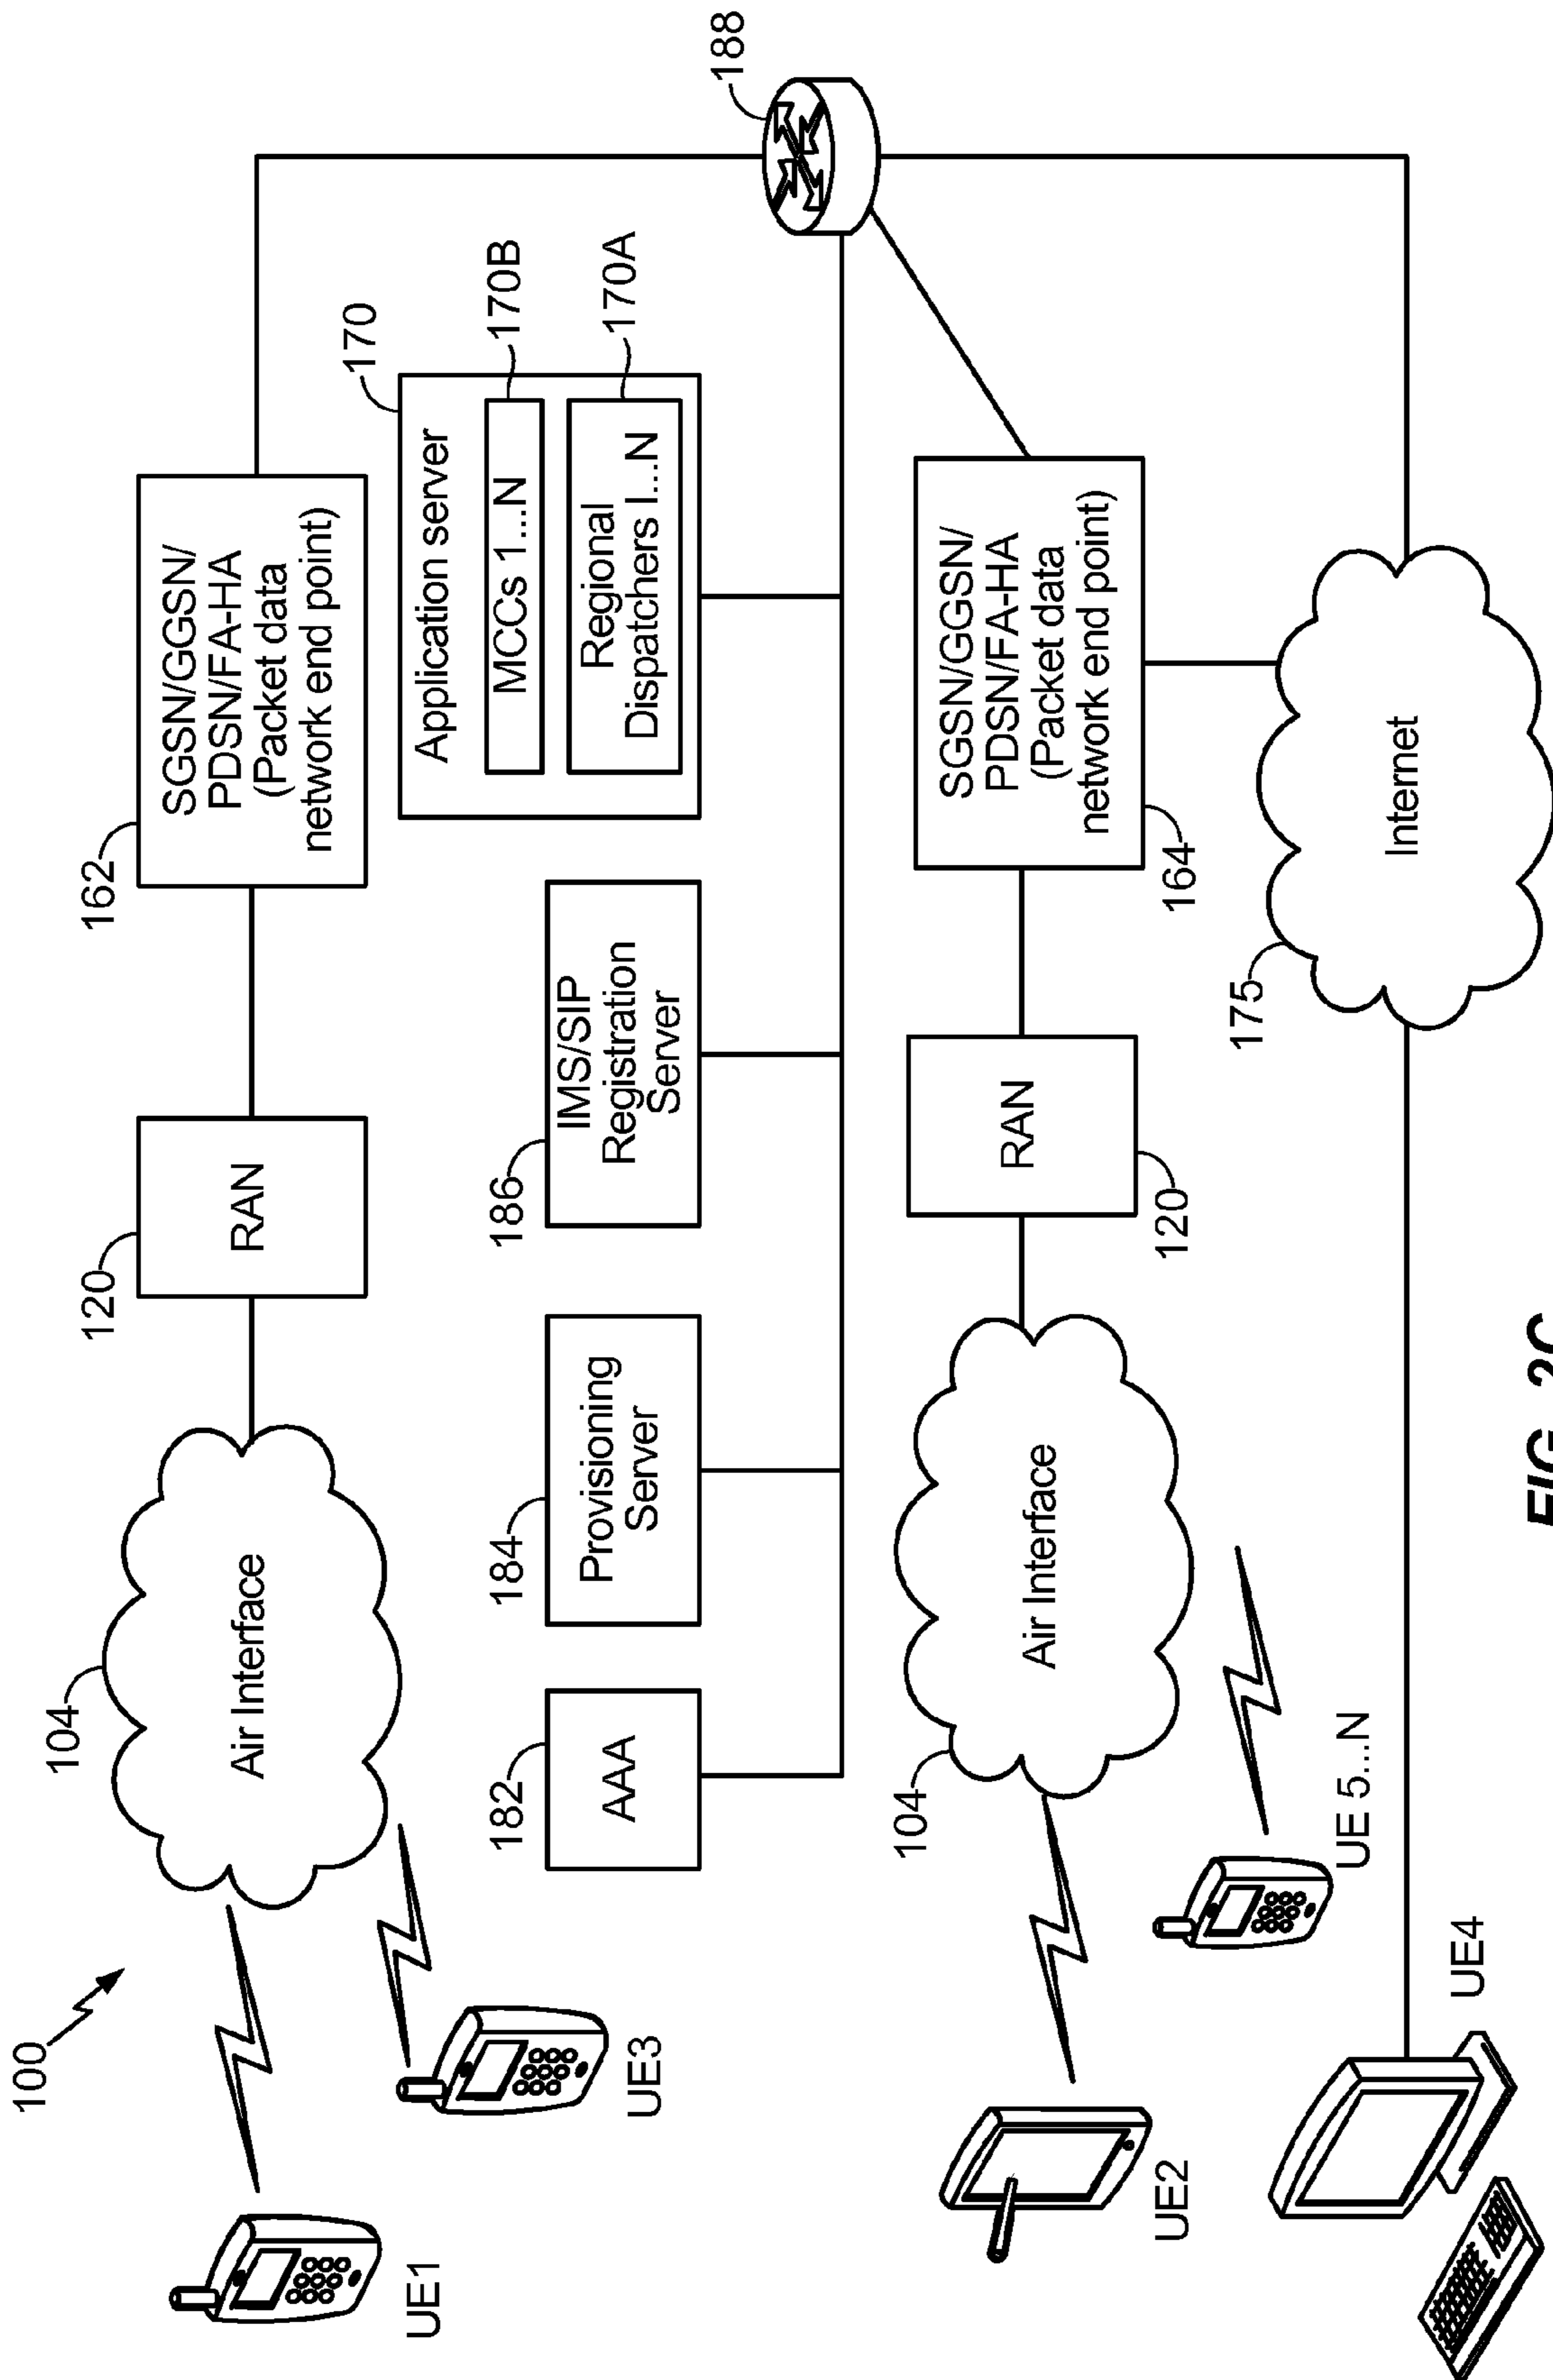 100
104
Air Interface
120
RAN
162
SGSN/GGSN/
PDSN/FA-HA
(Packet data
network end point)
UE1
UE3
182
AAA
184
Provisioning
Server
186
IMS/SIP
Registration
Server
170
Application server
MCCs 1...N
170B
Regional
Dispatchers I...N
170A
188
104
Air Interface
120
RAN
164
SGSN/GGSN/
PDSN/FA-HA
(Packet data
network end point)
UE2
UE 5...N
175
Internet
UE4